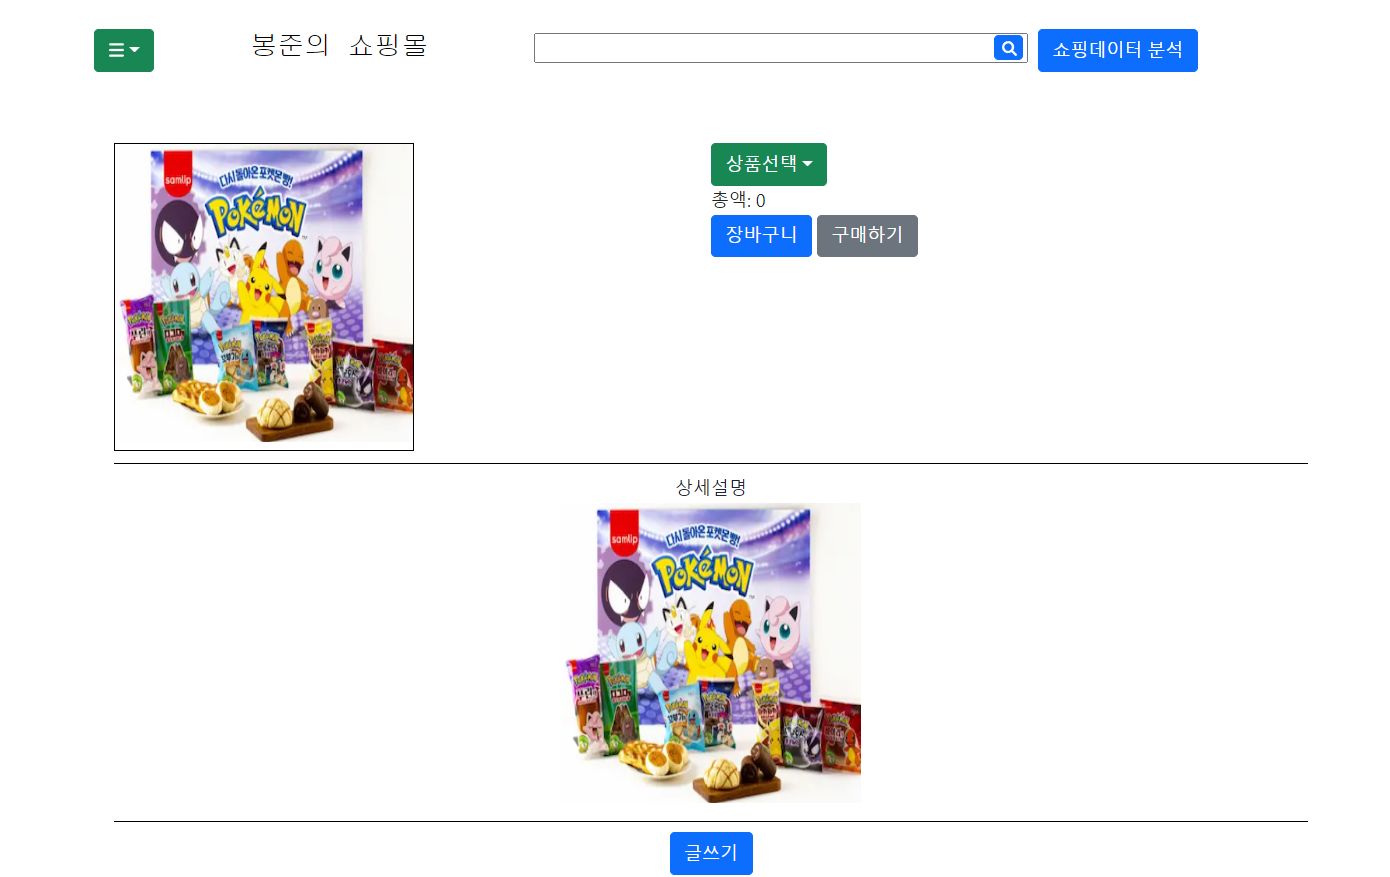 봉준의 쇼핑몰
쇼핑데이터 분석
samlip
다시 돌아온 포켓몬 빵!
POKéMON
상품선택
총액: 0
장바구니 구매하기
상세설명
samlip
다시 돌아온 포켓몬 빵!
POKéMON
글쓰기